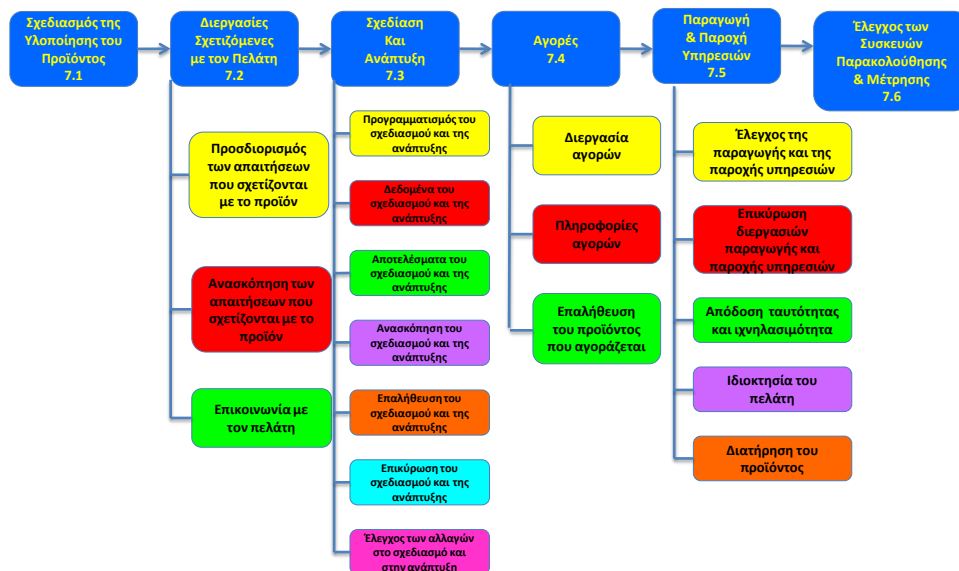 Σχεδιασμός της
Υλοποίησης του
Προϊόντος
7.1
Διεργασίες
Σχετιζόμενες
με τον Πελάτη
7.2
Σχεδίαση
Και
Ανάπτυξη
7.3
Αγορές
7.4
Παραγωγή
& Παροχή
Υπηρεσιών
7.5
Έλεγχος των
Συσκευών
Παρακολούθησης
& Μέτρησης
7.6
Προσδιορισμός
των απαιτήσεων
που σχετίζονται
με το προϊόν
Ανασκόπηση των
απαιτήσεων που
σχετίζονται με το
προϊόν
Επικοινωνία με
τον πελάτη
Προγραμματισμός του
σχεδιασμού και της
ανάπτυξης
Δεδομένα του
σχεδιασμού και της
ανάπτυξης
Αποτελέσματα του
σχεδιασμού και της
ανάπτυξης
Ανασκόπηση του
σχεδιασμού και της
ανάπτυξης
Επαλήθευση του
σχεδιασμού και της
ανάπτυξης
Επικύρωση του
σχεδιασμού και της
ανάπτυξης
Έλεγχος των αλλαγών
στο σχεδιασμό και
στην ανάπτυξη
Διεργασία
αγορών
Πληροφορίες
αγορών
Επαλήθευση
του προϊόντος
που αγοράζεται
Έλεγχος της
παραγωγής και της
παροχής υπηρεσιών
Επικύρωση
διεργασιών
παραγωγής και
παροχής υπηρεσιών
Απόδοση ταυτότητας
και ιχνηλασιμότητα
Ιδιοκτησία του
πελάτη
Διατήρηση του
προϊόντος